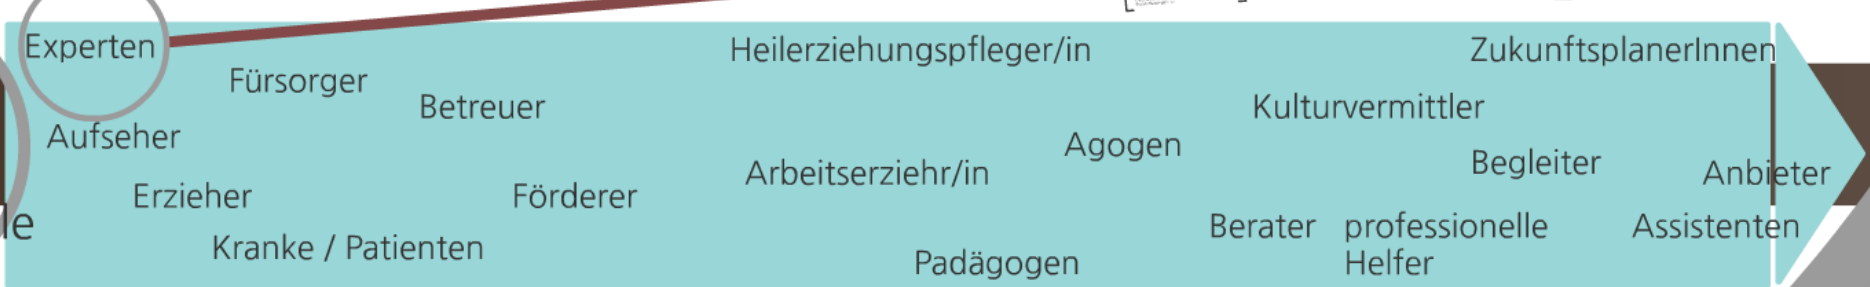 Experten
Heilerziehungspfleger/in
ZukunftsplanerInnen
Fürsorger
Betreuer
Kulturvermittler
Aufseher
Agogen
Arbeitserziehr/in
Begleiter
Anbieter
Erzieher
Förderer
le
Kranke / Patienten
Berater
professionelle
Helfer
Assistenten
Padägogen